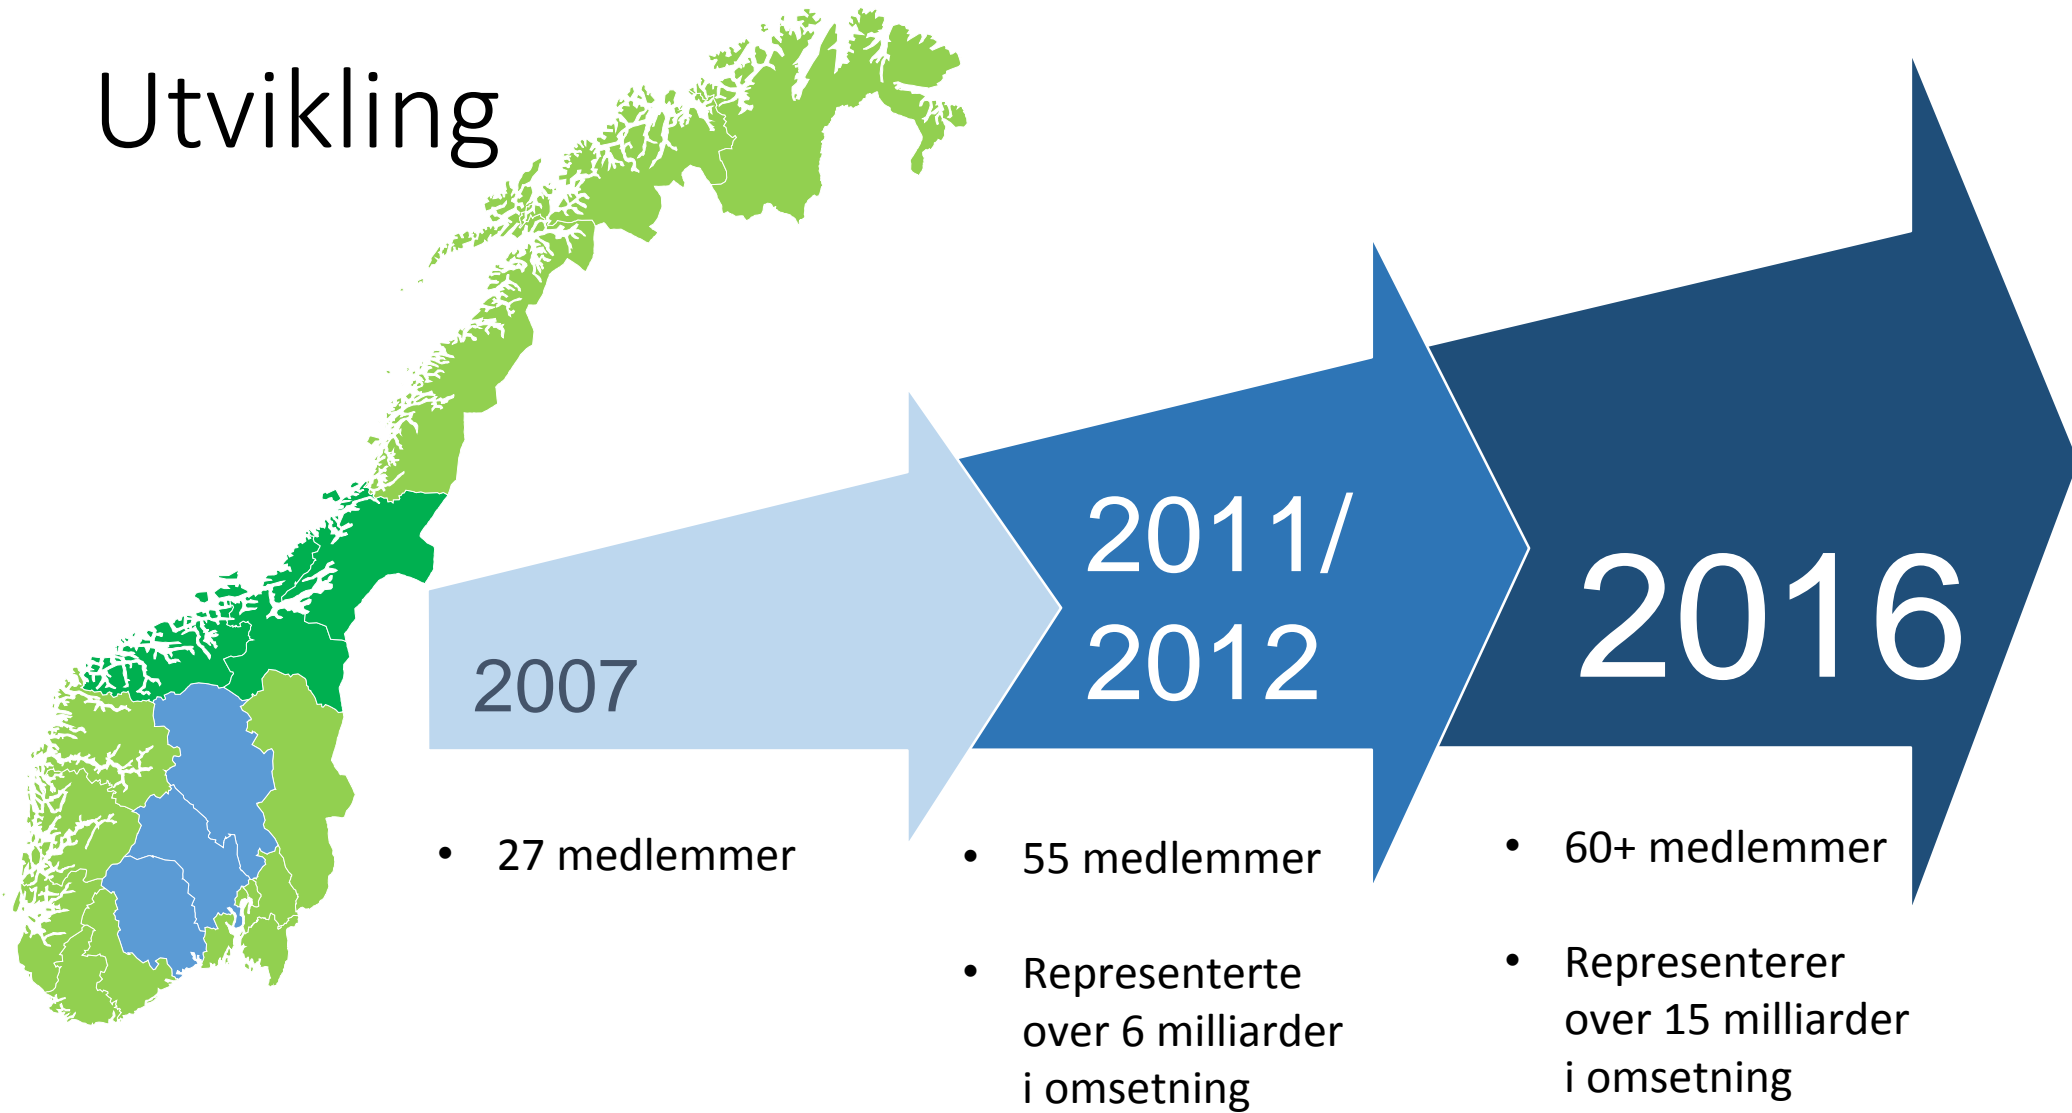 Utvikling
2007
2011/
2012
2016
• 27 medlemmer
• 55 medlemmer
• Representerte
over 6 milliarder
i omsetning
• 60+ medlemmer
• Representerer
over 15 milliarder
i omsetning